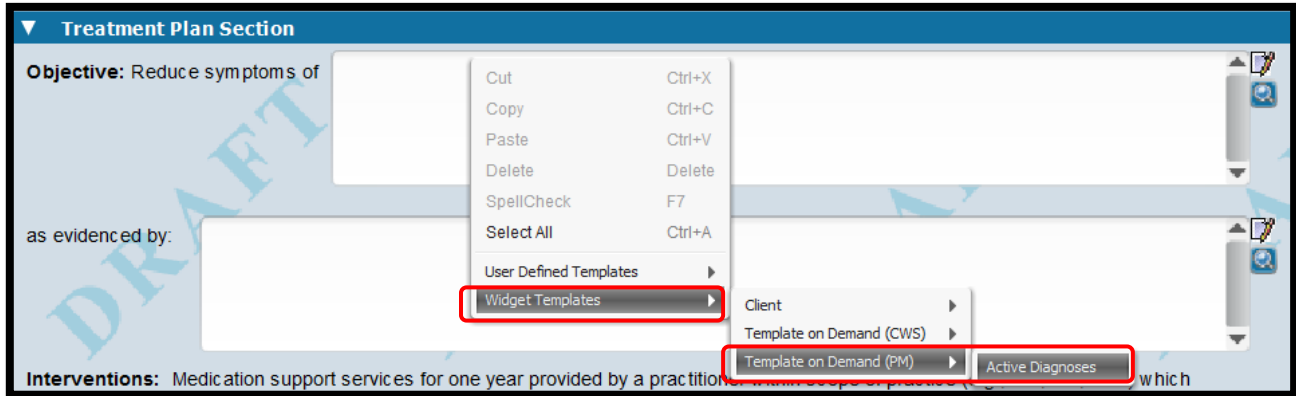 Treatment Plan Section
Objective: Reduce symptoms of
Cut Ctrl+X
Copy Ctrl+C
Paste Ctrl+V
Delete Delete
SpellCheck F7
Select All Ctrl+A
as evidenced by:
User Defined Templates
Widget Templates
Client
Template on Demand (CWS)
Template on Demand (PM)
Active Diagnoses
Interventions: Medication support services for one year provided by a practitioner within scope of practice which
DRAFT